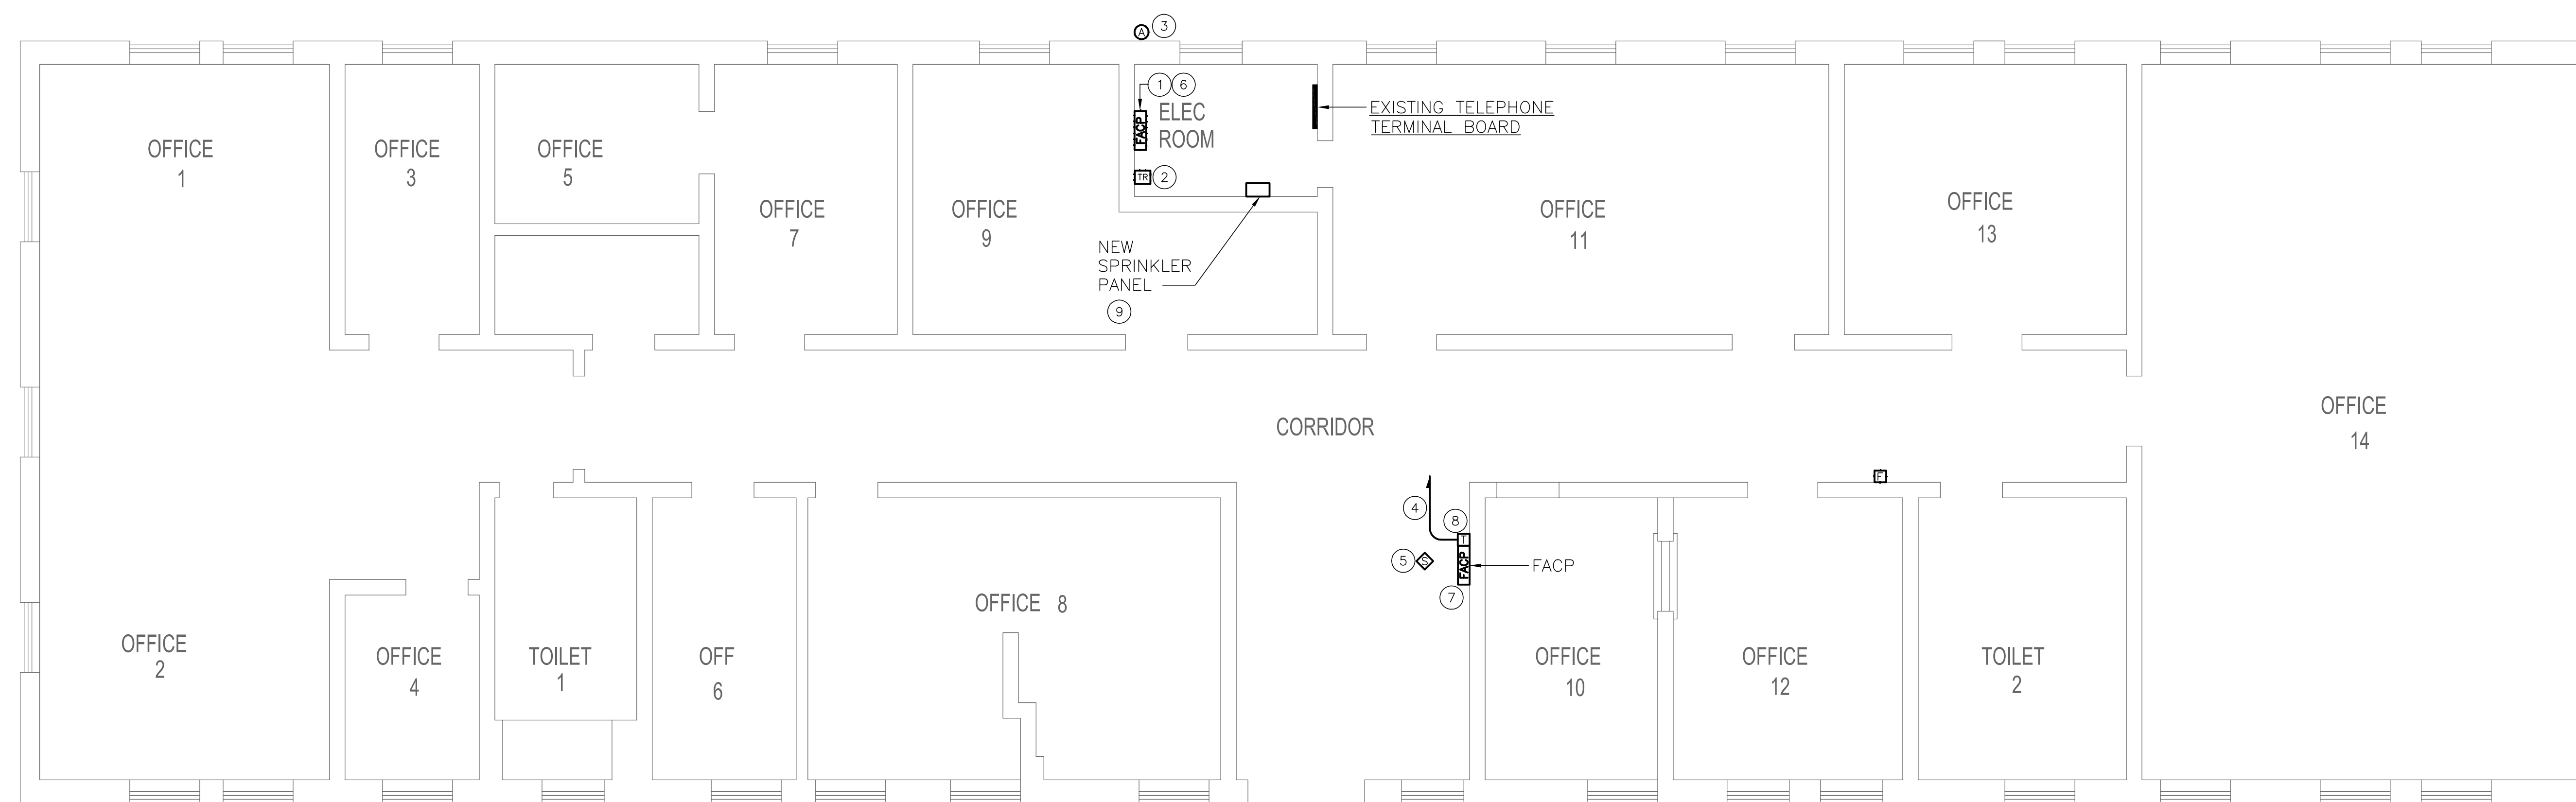 A 3
1 6
FACP
ELEC
ROOM
TR 2
EXISTING TELEPHONE
TERMINAL BOARD
OFFICE
1
OFFICE
3
OFFICE
5
OFFICE
7
OFFICE
9
NEW
SPRINKLER
PANEL
9
OFFICE
11
OFFICE
13
OFFICE
14
CORRIDOR
F
4
8
T
5 S
FACP
FACP
7
OFFICE
2
OFFICE
4
TOILET
1
OFF
6
OFFICE 8
OFFICE
10
OFFICE
12
TOILET
2